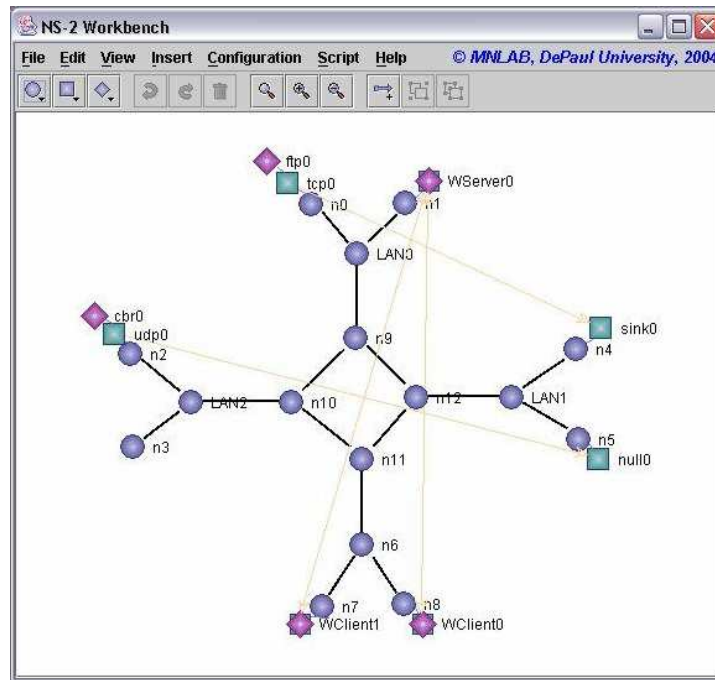 NS-2 Workbench
File Edit View Insert Configuration Script Help © MNLAB, DePaul University, 2004
ftp0
tcp0
WServer0
n0
n1
LAN0
cbr0
sink0
udp0
n9
n4
n2
LAN2
n10
n12
LAN1
n3
n5
n11
null0
n6
n7
n8
WClient1
WClient0